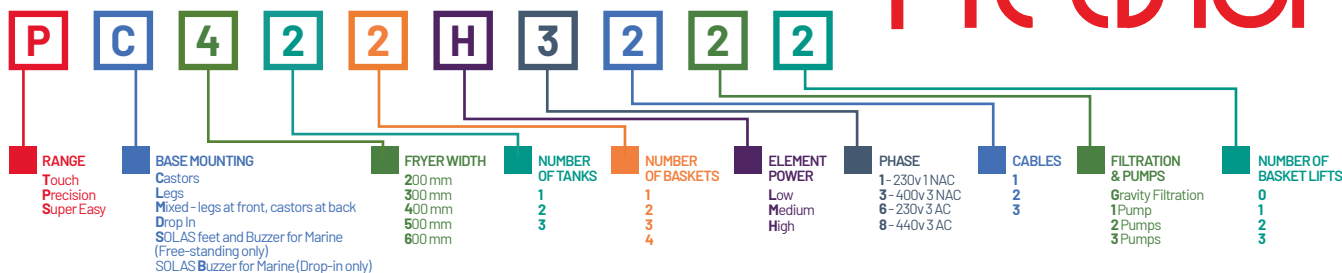 P C 4 2 2 H 3 2 2 2
RANGE
Touch
Precision
Super Easy
BASE MOUNTING
Castors
Legs
Mixed - legs at front, castors at back
Drop In
SOLAS feet and Buzzer for Marine
(Free-standing only)
SOLAS Buzzer for Marine (Drop-in only)
FRYER WIDTH
200 mm
300 mm
400 mm
500 mm
600 mm
NUMBER
OF TANKS
1
2
3
NUMBER
OF BASKETS
1
2
3
4
ELEMENT
POWER
Low
Medium
High
PHASE
1 - 230v 1 NAC
3 - 400v 3 NAC
6 - 230v 3 AC
8 - 440v 3 AC
CABLES
1
2
3
FILTRATION
& PUMPS
Gravity Filtration
1 Pump
2 Pumps
3 Pumps
NUMBER OF
BASKET LIFTS
0
1
2
3